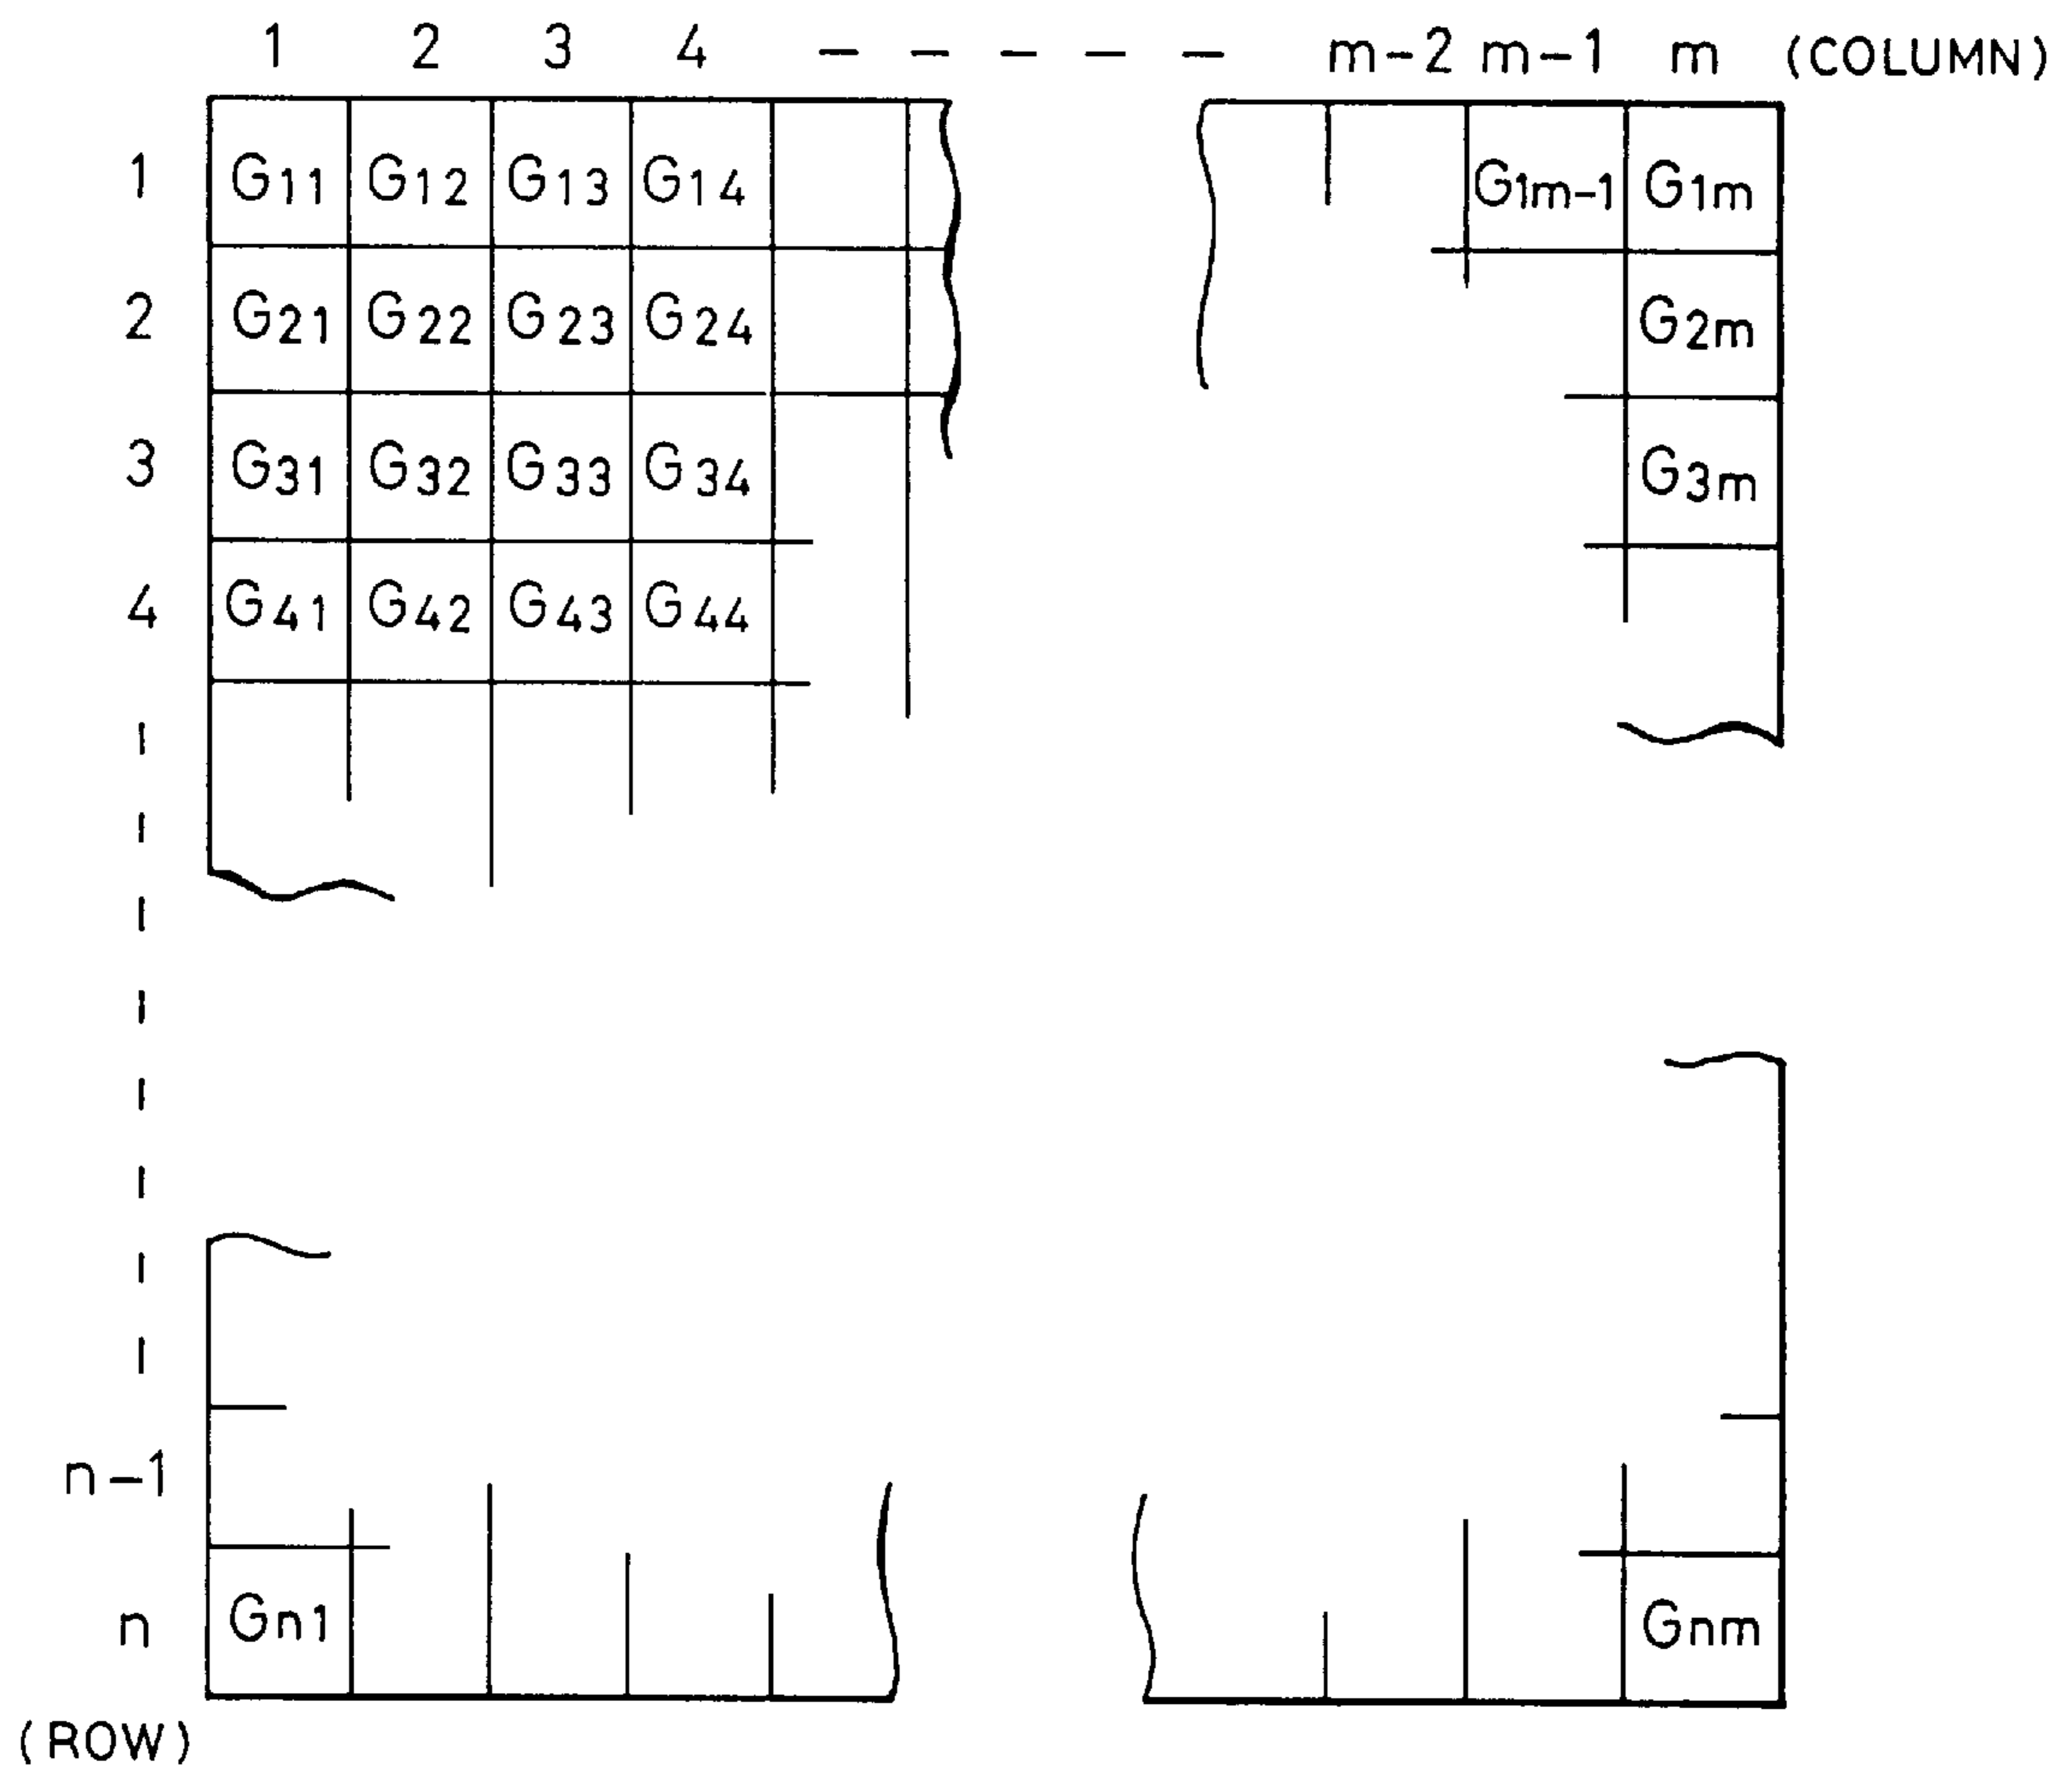 1 2 3 4 - - - - - m-2 m-1 m (COLUMN)
1 G11 G12 G13 G14 G1m-1 G1m
2 G21 G22 G23 G24 G2m
3 G31 G32 G33 G34 G3m
4 G41 G42 G43 G44
n-1
n Gn1 Gnm
(ROW)